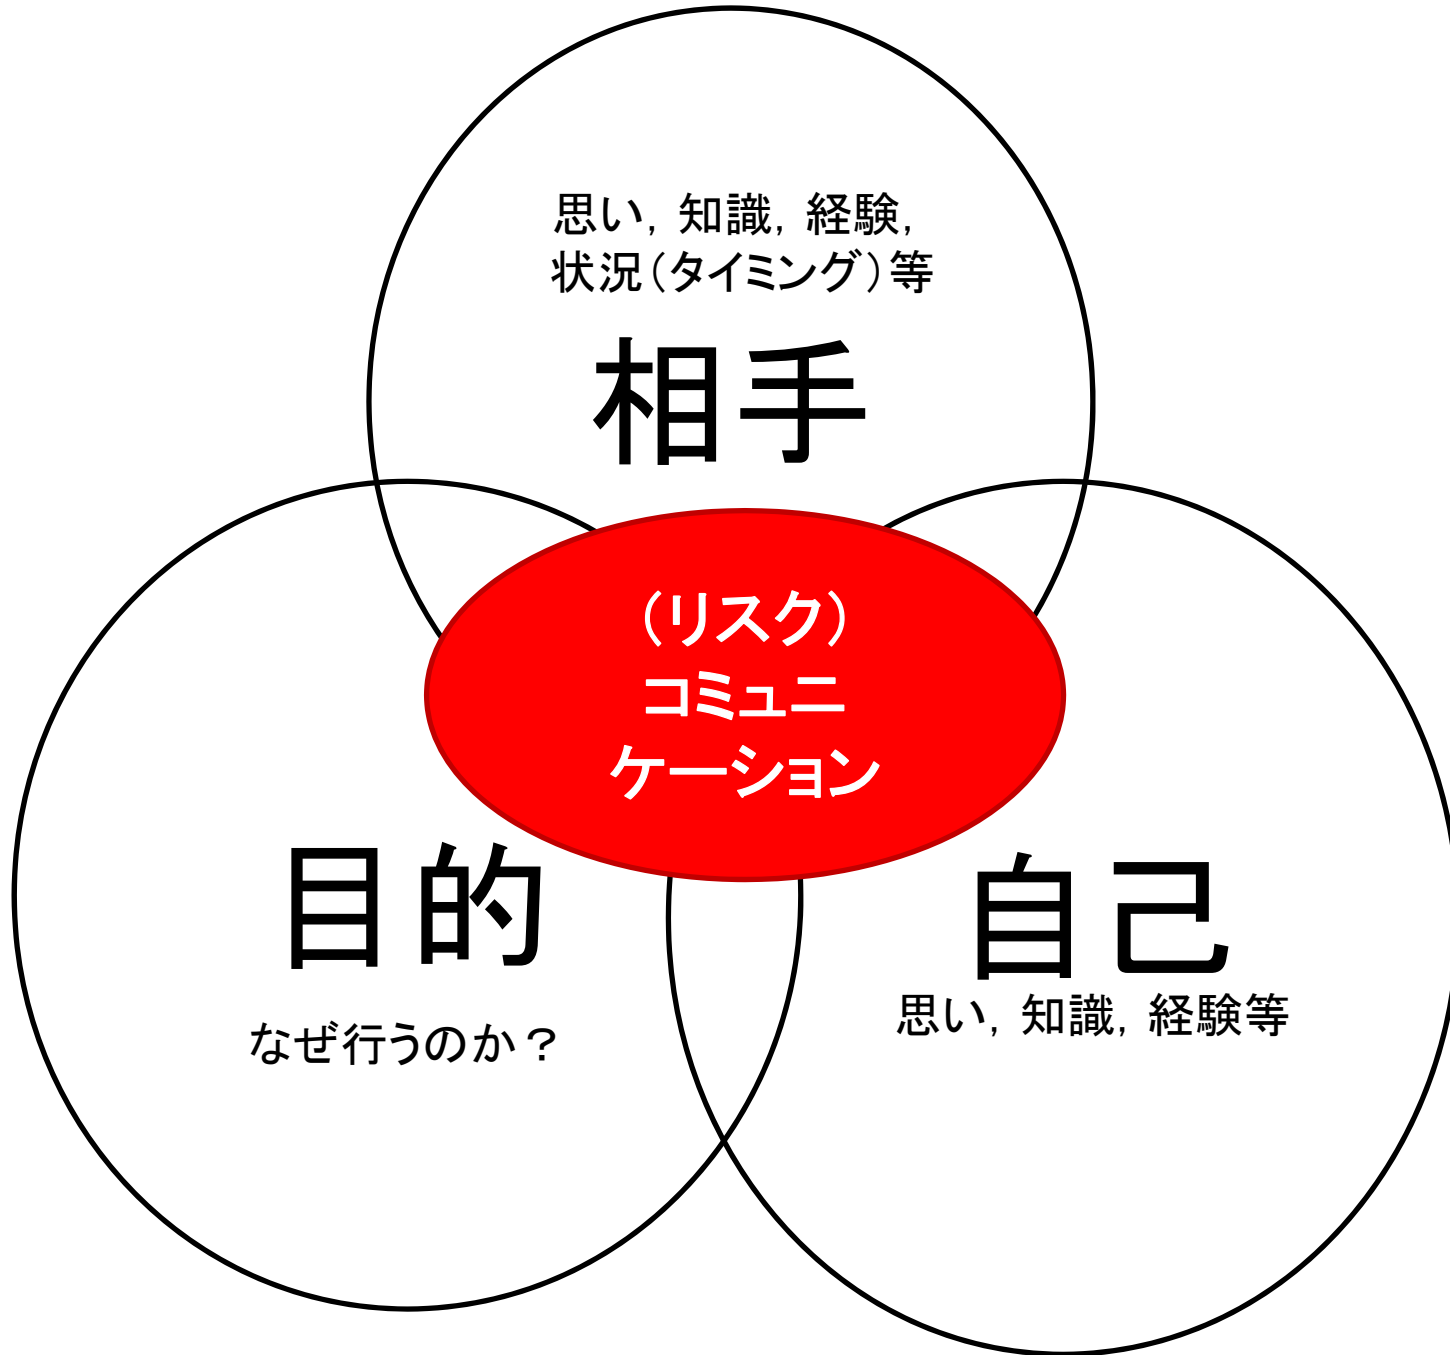 思い，知識，経験，
状況（タイミング）等
相手
（リスク）
コミュニ
ケーション
目的
なぜ行うのか？
自己
思い，知識，経験等